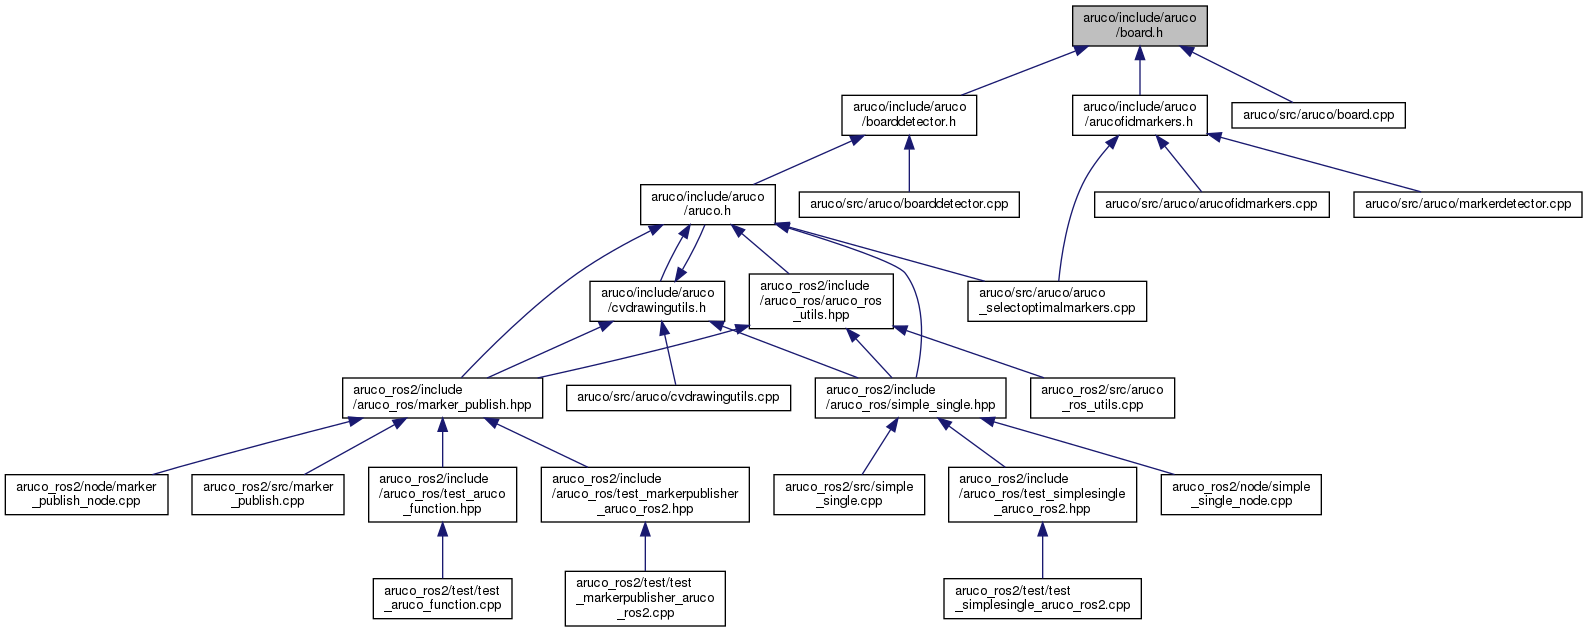 aruco/include/aruco
/board.h
aruco/include/aruco
/boarddetector.h
aruco/include/aruco
/arucofidmarkers.h
aruco/src/aruco/board.cpp
aruco/include/aruco
/aruco.h
aruco/src/aruco/boarddetector.cpp
aruco/src/aruco/arucofidmarkers.cpp
aruco/src/aruco/markerdetector.cpp
aruco/include/aruco
/cvdrawingutils.h
aruco_ros2/include
/aruco_ros/aruco_ros
_utils.hpp
aruco/src/aruco/aruco
_selectoptimalmarkers.cpp
aruco_ros2/include
/aruco_ros/marker_publish.hpp
aruco/src/aruco/cvdrawingutils.cpp
aruco_ros2/include
/aruco_ros/simple_single.hpp
aruco_ros2/src/aruco
_ros_utils.cpp
aruco_ros2/node/marker
_publish_node.cpp
aruco_ros2/src/marker
_publish.cpp
aruco_ros2/include
/aruco_ros/test_aruco
_function.hpp
aruco_ros2/include
/aruco_ros/test_markerpublisher
_aruco_ros2.hpp
aruco_ros2/src/simple
_single.cpp
aruco_ros2/include
/aruco_ros/test_simplesingle
_aruco_ros2.hpp
aruco_ros2/node/simple
_single_node.cpp
aruco_ros2/test/test
_aruco_function.cpp
aruco_ros2/test/test
_markerpublisher_aruco
_ros2.cpp
aruco_ros2/test/test
_simplesingle_aruco_ros2.cpp